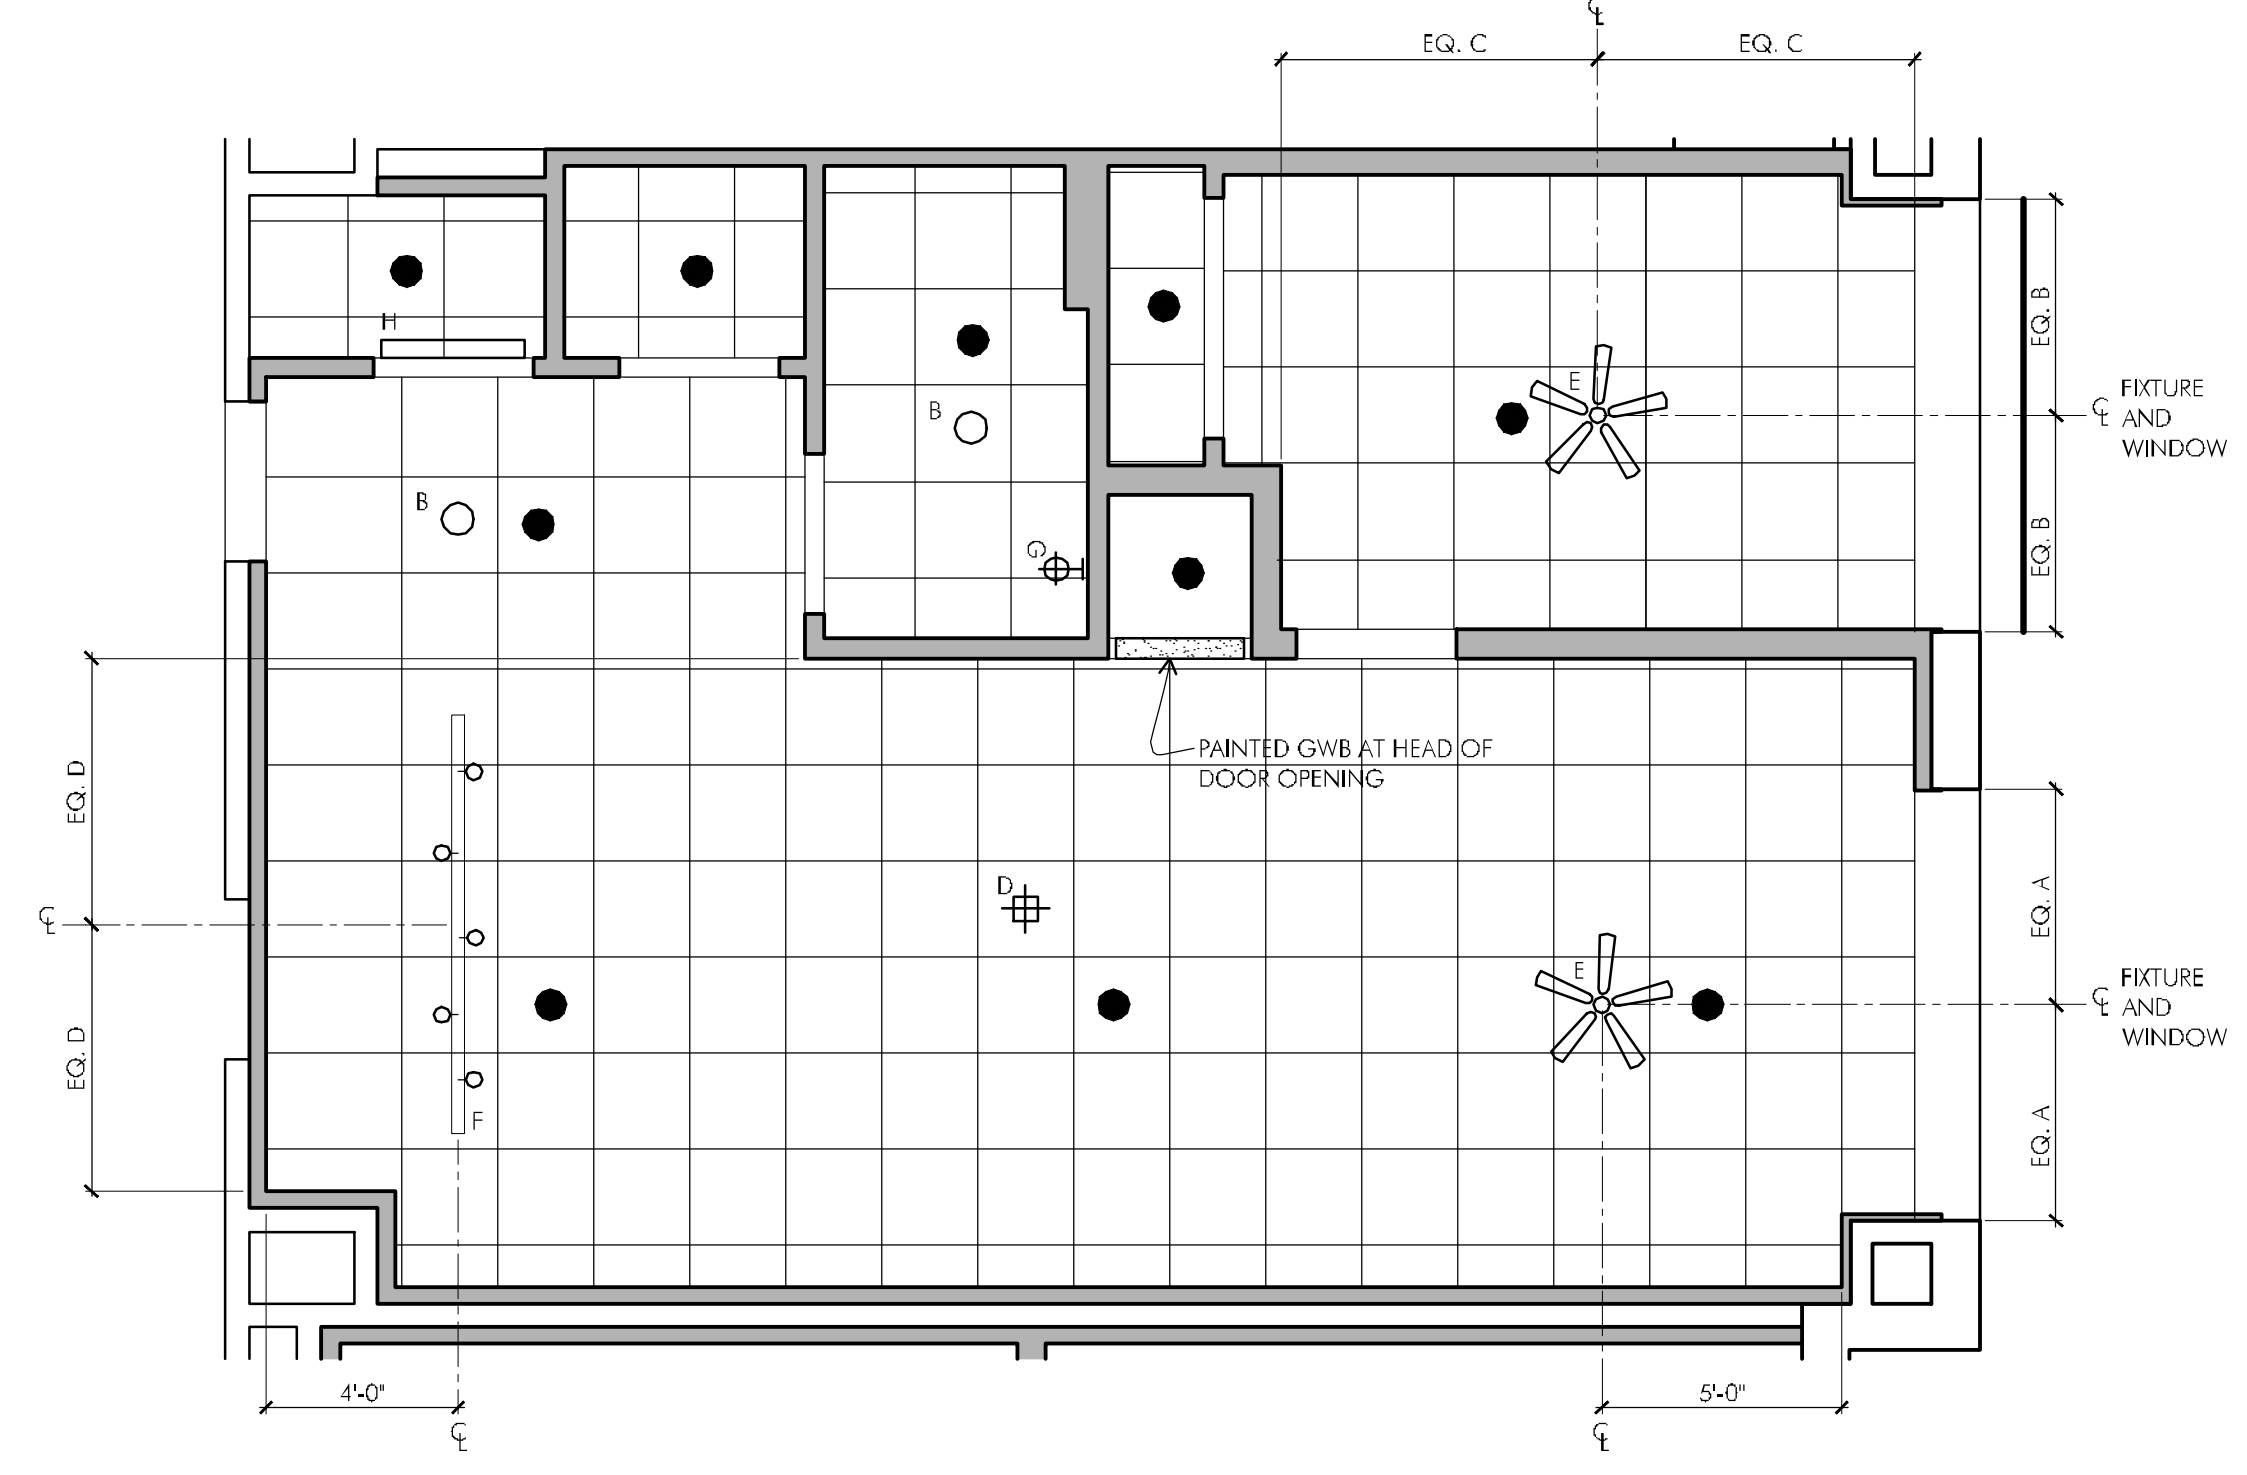 ℄
EQ. C
EQ. C
H
B
B
E
EQ. B
EQ. B
℄ FIXTURE
AND
WINDOW
G
PAINTED GWB AT HEAD OF
DOOR OPENING
EQ. D
EQ. D
℄
D
E
F
EQ. A
EQ. A
℄ FIXTURE
AND
WINDOW
4'-0"
℄
5'-0"
℄